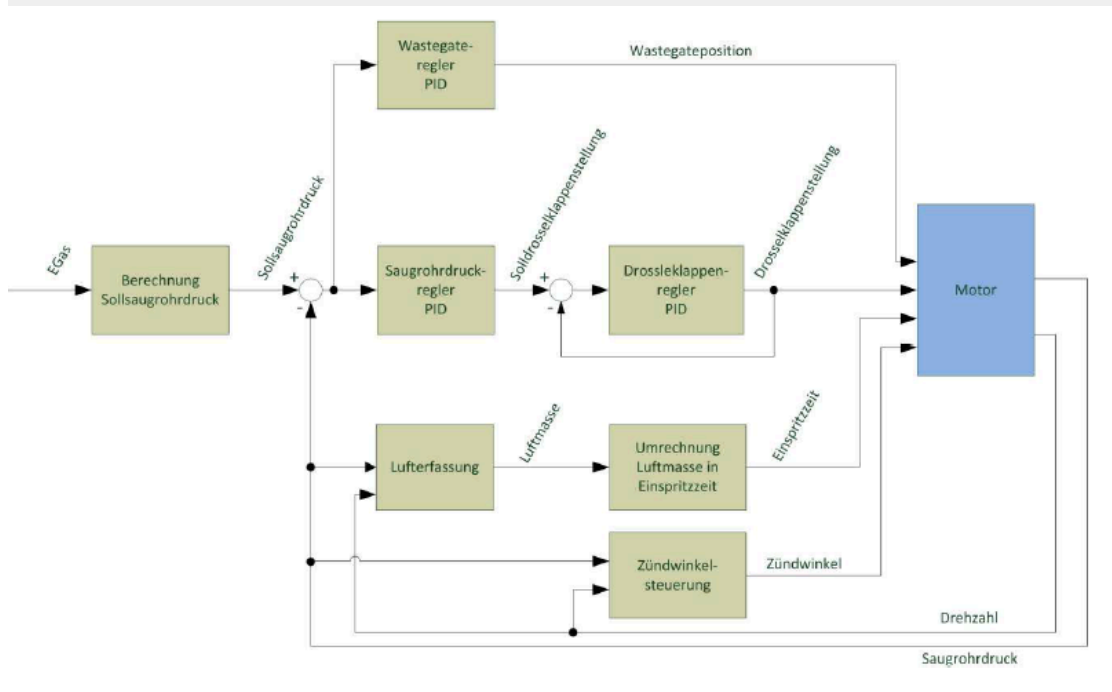 Wastegate-
regler
PID
Wastegateposition
EGas
Berechnung
Sollsaugrohrdruck
Sollsaugrohrdruck
+
-
Saugrohrdruck-
regler
PID
Solldrosselklappenstellung
+
-
Drossleklappen-
regler
PID
Drosselklappenstellung
Motor
Lufterfassung
Luftmasse
Umrechnung
Luftmasse in
Einspritzzeit
Einspritzzeit
Zündwinkel-
steuerung
Zündwinkel
Drehzahl
Saugrohrdruck